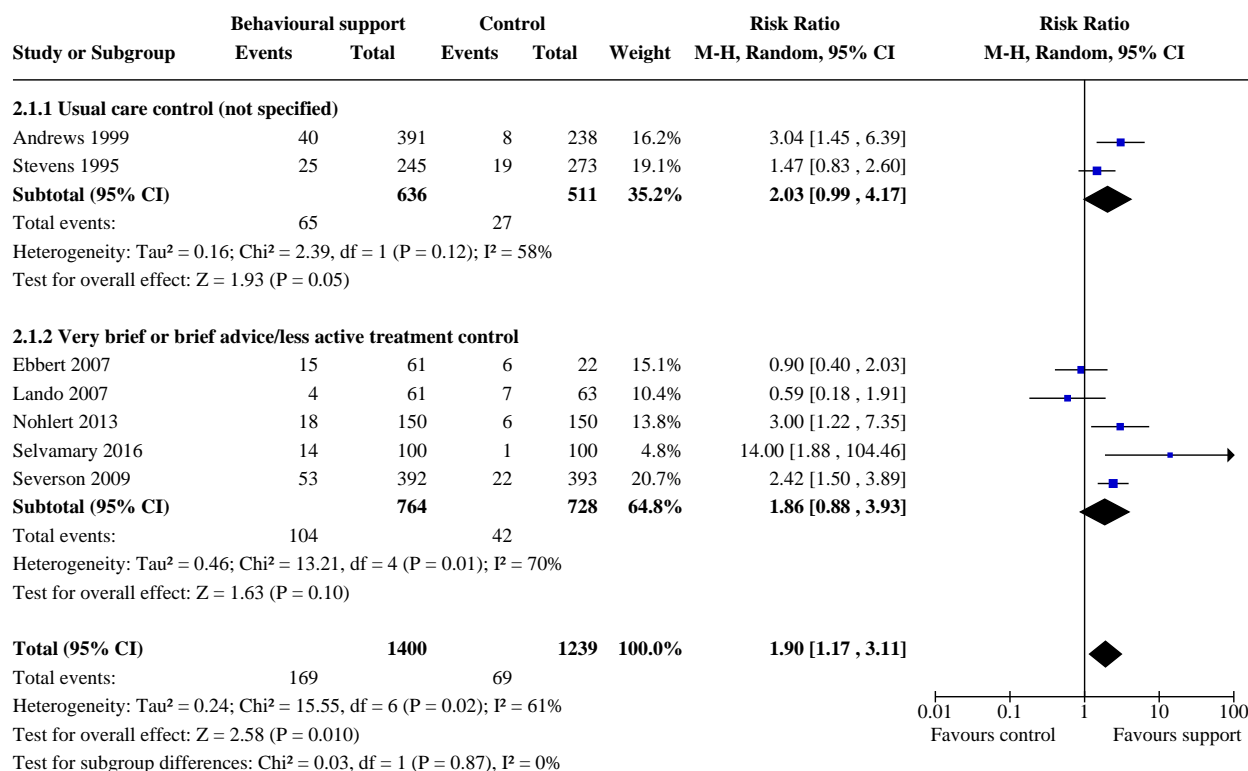 Behavioural support Control Risk Ratio Risk Ratio
Study or Subgroup Events Total Events Total Weight M-H, Random, 95% CI M-H, Random, 95% CI
2.1.1 Usual care control (not specified)
Andrews 1999 40 391 8 238 16.2% 3.04 [1.45 , 6.39]
Stevens 1995 25 245 19 273 19.1% 1.47 [0.83 , 2.60]
Subtotal (95% CI) 636 511 35.2% 2.03 [0.99 , 4.17]
Total events: 65 27
Heterogeneity: Tau² = 0.16; Chi² = 2.39, df = 1 (P = 0.12); I² = 58%
Test for overall effect: Z = 1.93 (P = 0.05)
2.1.2 Very brief or brief advice/less active treatment control
Ebbert 2007 15 61 6 22 15.1% 0.90 [0.40 , 2.03]
Lando 2007 4 61 7 63 10.4% 0.59 [0.18 , 1.91]
Nohlert 2013 18 150 6 150 13.8% 3.00 [1.22 , 7.35]
Selvamary 2016 14 100 1 100 4.8% 14.00 [1.88 , 104.46]
Severson 2009 53 392 22 393 20.7% 2.42 [1.50 , 3.89]
Subtotal (95% CI) 764 728 64.8% 1.86 [0.88 , 3.93]
Total events: 104 42
Heterogeneity: Tau² = 0.46; Chi² = 13.21, df = 4 (P = 0.01); I² = 70%
Test for overall effect: Z = 1.63 (P = 0.10)
Total (95% CI) 1400 1239 100.0% 1.90 [1.17 , 3.11]
Total events: 169 69
Heterogeneity: Tau² = 0.24; Chi² = 15.55, df = 6 (P = 0.02); I² = 61%
Test for overall effect: Z = 2.58 (P = 0.010)
Test for subgroup differences: Chi² = 0.03, df = 1 (P = 0.87), I² = 0%
0.01 0.1 1 10 100
Favours control Favours support